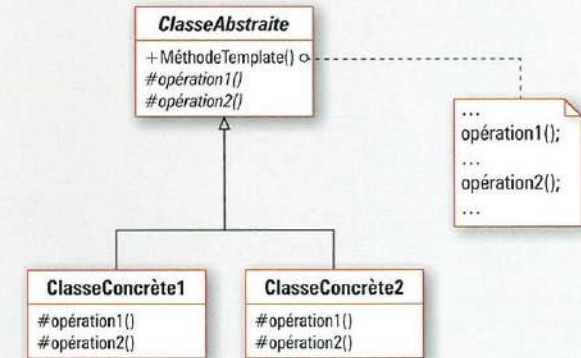 ClasseAbstraite
+MéthodeTemplate()
#opération1()
#opération2()
...
opération1();
...
opération2();
...
ClasseConcrète1
#opération1()
#opération2()
ClasseConcrète2
#opération1()
#opération2()